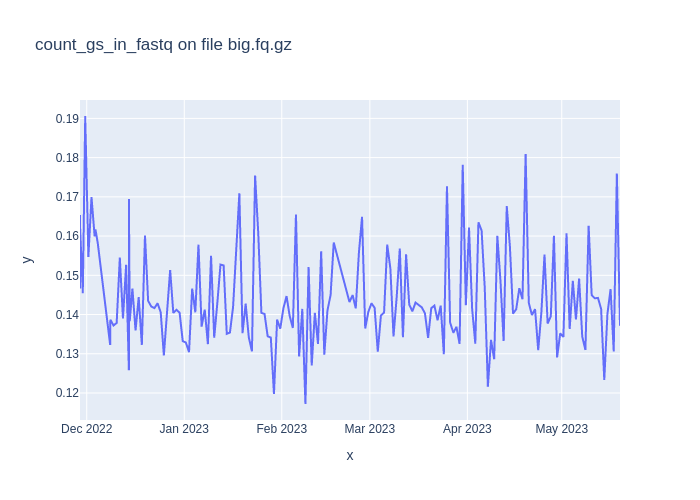 count_gs_in_fastq on file big.fq.gz
0.19
0.18
0.17
0.16
0.15
0.14
0.13
0.12
y
Dec 2022 Jan 2023 Feb 2023 Mar 2023 Apr 2023 May 2023
x